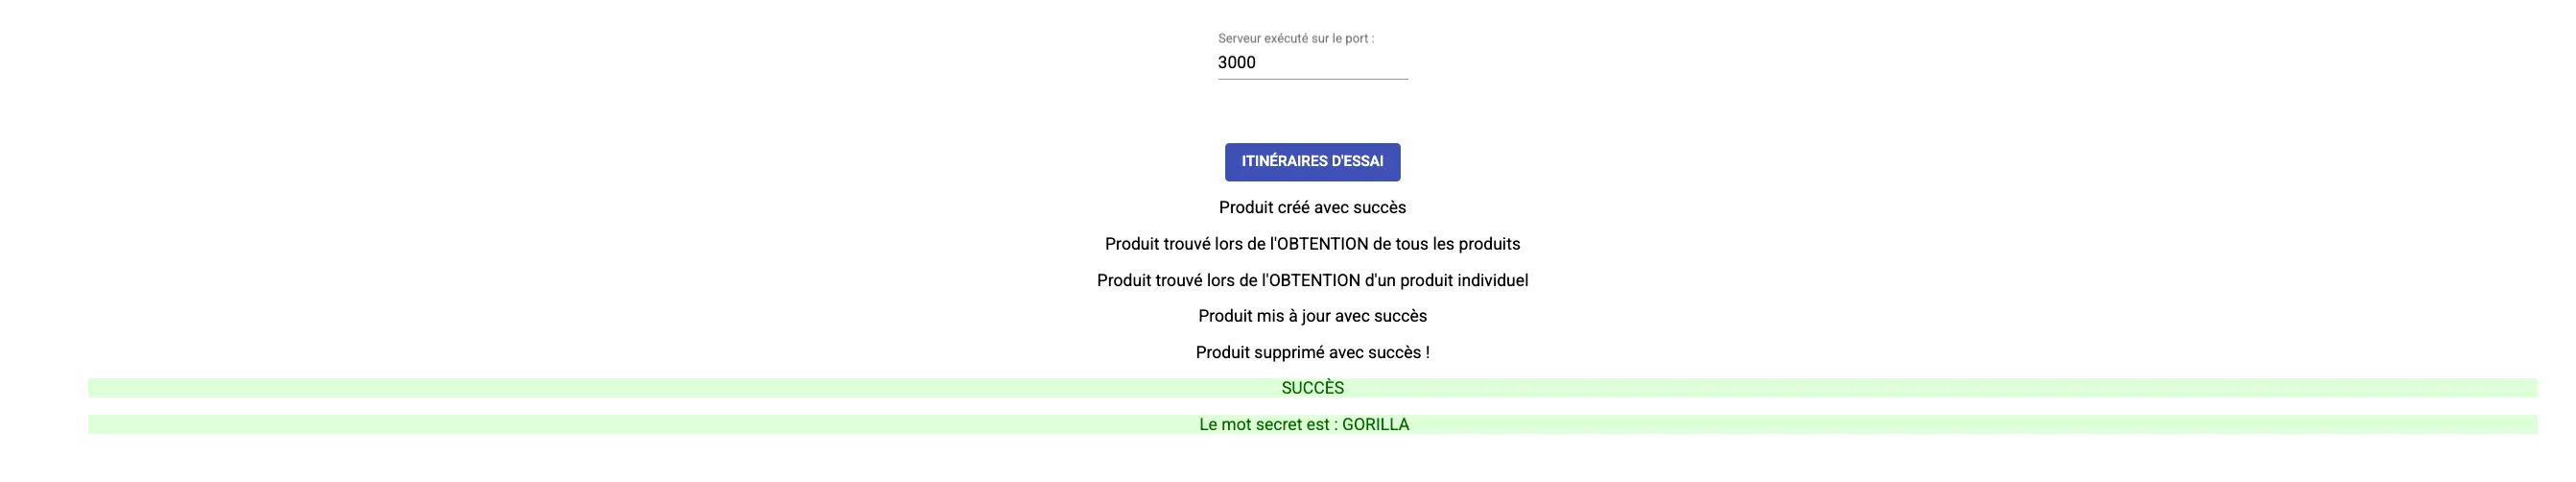 Serveur exécuté sur le port :
3000
ITINÉRAIRES D'ESSAI
Produit créé avec succès
Produit trouvé lors de l'OBTENTION de tous les produits
Produit trouvé lors de l'OBTENTION d'un produit individuel
Produit mis à jour avec succès
Produit supprimé avec succès !
SUCCÈS
Le mot secret est : GORILLA